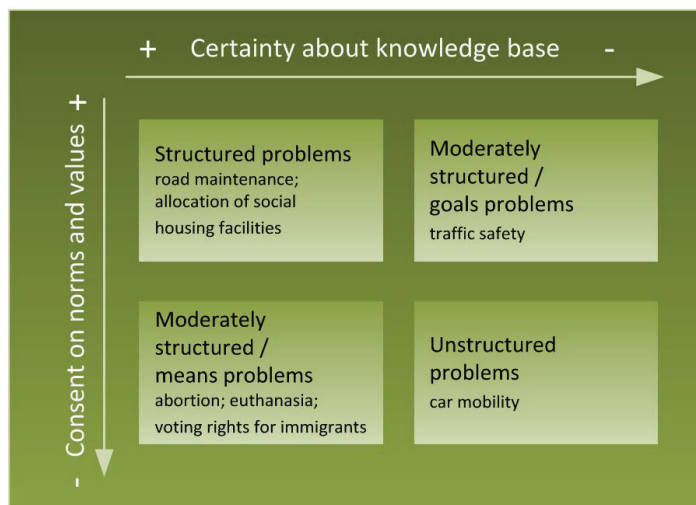 + Certainty about knowledge base -
- Consent on norms and values +
Structured problems
road maintenance;
allocation of social
housing facilities
Moderately
structured /
goals problems
traffic safety
Moderately
structured /
means problems
abortion; euthanasia;
voting rights for immigrants
Unstructured
problems
car mobility